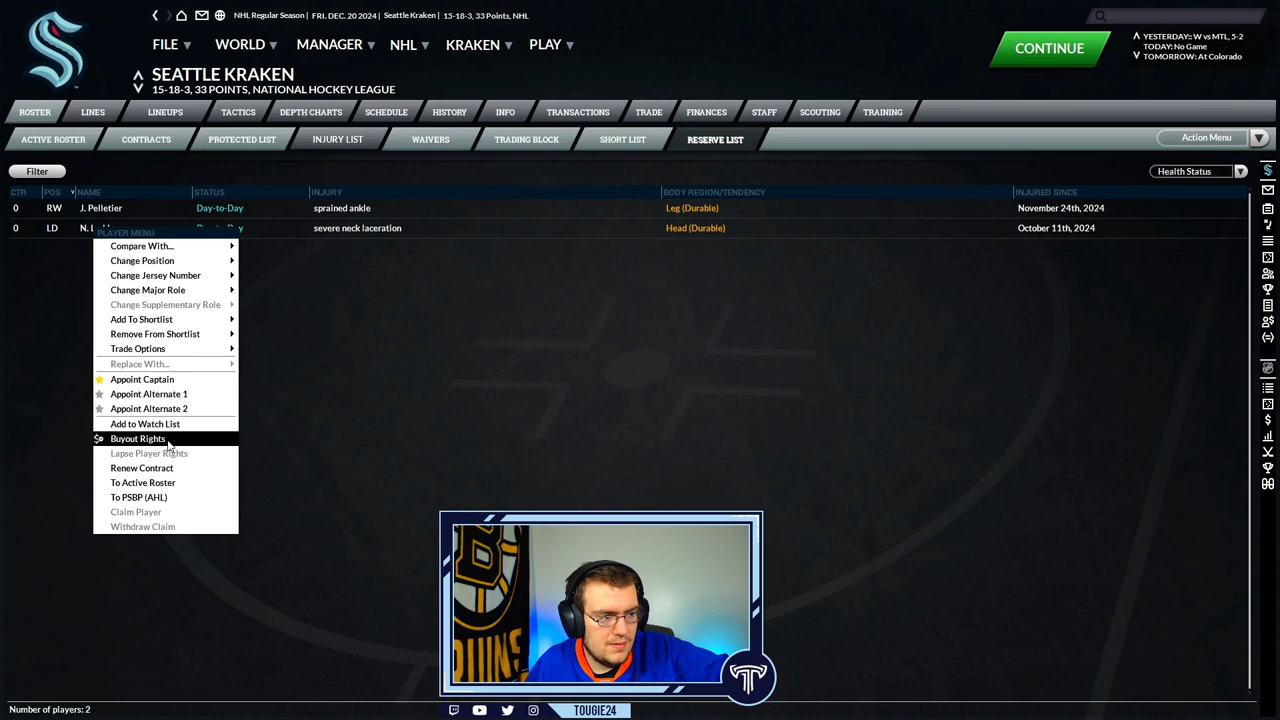 NHL Regular Season | FRI. DEC. 20 2024 | Seattle Kraken | 15-18-3, 33 Points, NHL
FILE WORLD MANAGER NHL KRAKEN PLAY
CONTINUE
YESTERDAY:: W vs MTL, 5-2
TODAY: No Game
TOMORROW: At Colorado
SEATTLE KRAKEN
15-18-3, 33 POINTS, NATIONAL HOCKEY LEAGUE
ROSTER LINES LINEUPS TACTICS DEPTH CHARTS SCHEDULE HISTORY INFO TRANSACTIONS TRADE FINANCES STAFF SCOUTING TRAINING
ACTIVE ROSTER CONTRACTS PROTECTED LIST INJURY LIST WAIVERS TRADING BLOCK SHORT LIST RESERVE LIST Action Menu
Filter Health Status
CTR POS NAME STATUS INJURY BODY REGION/TENDENCY INJURED SINCE
0 RW J. Pelletier Day-to-Day sprained ankle Leg (Durable) November 24th, 2024
0 LD N. severe neck laceration Head (Durable) October 11th, 2024
PLAYER MENU
Compare With...
Change Position
Change Jersey Number
Change Major Role
Change Supplementary Role
Add To Shortlist
Remove From Shortlist
Trade Options
Replace With...
Appoint Captain
Appoint Alternate 1
Appoint Alternate 2
Add to Watch List
Buyout Rights
Lapse Player Rights
Renew Contract
To Active Roster
To PSBP (AHL)
Claim Player
Withdraw Claim
TOUGIE24
Number of players: 2